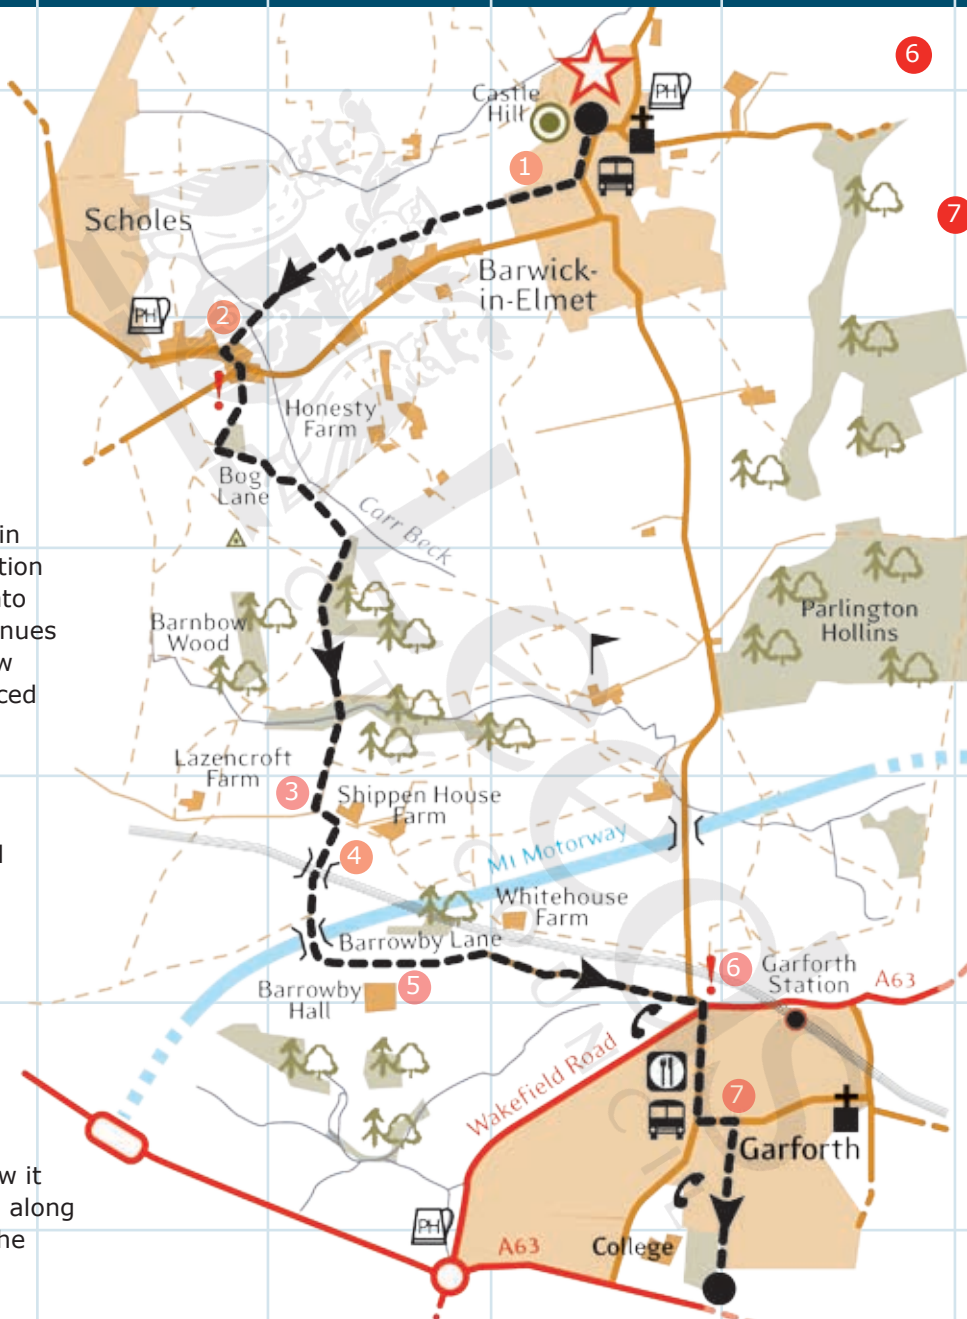 6
Castle
Hill
PH
1
7
Scholes
Barwick-
in-Elmet
PH
2
!
Honesty
Farm
Bog
Lane
Carr Beck
in
tion
nto
nues
w
ced
Barnbow
Wood
Parlington
Hollins
Lazencroft
Farm
3
Shippen House
Farm
4
l
M1 Motorway
Whitehouse
Farm
Barrowby Lane
!
6
Garforth
Station
A63
5
Barrowby
Hall
Wakefield Road
7
Garforth
w it
along
he
PH
A63
College